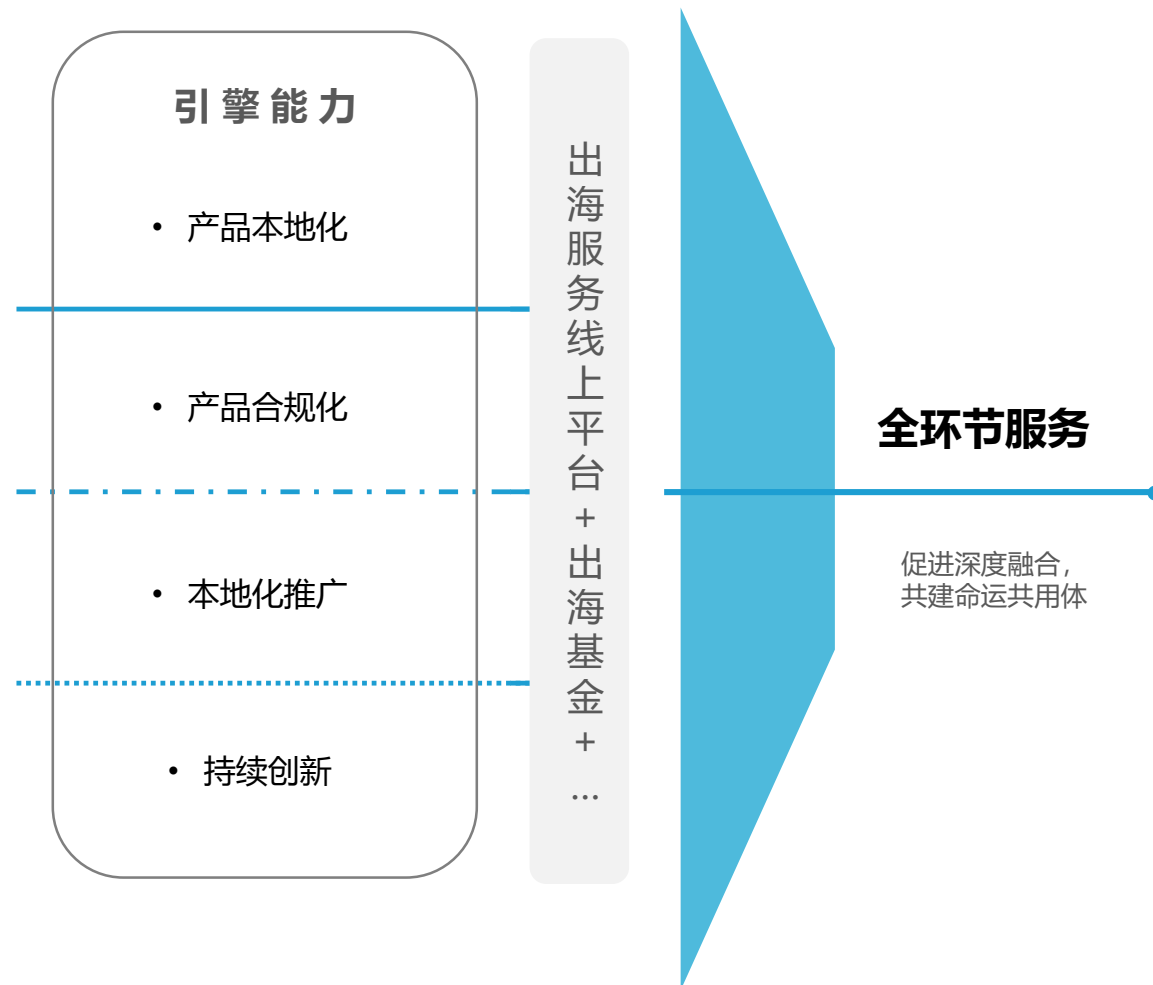 引擎能力
• 产品本地化
• 产品合规化
• 本地化推广
• 持续创新
出海服务线上平台+出海基金+…
全环节服务
促进深度融合，
共建命运共用体